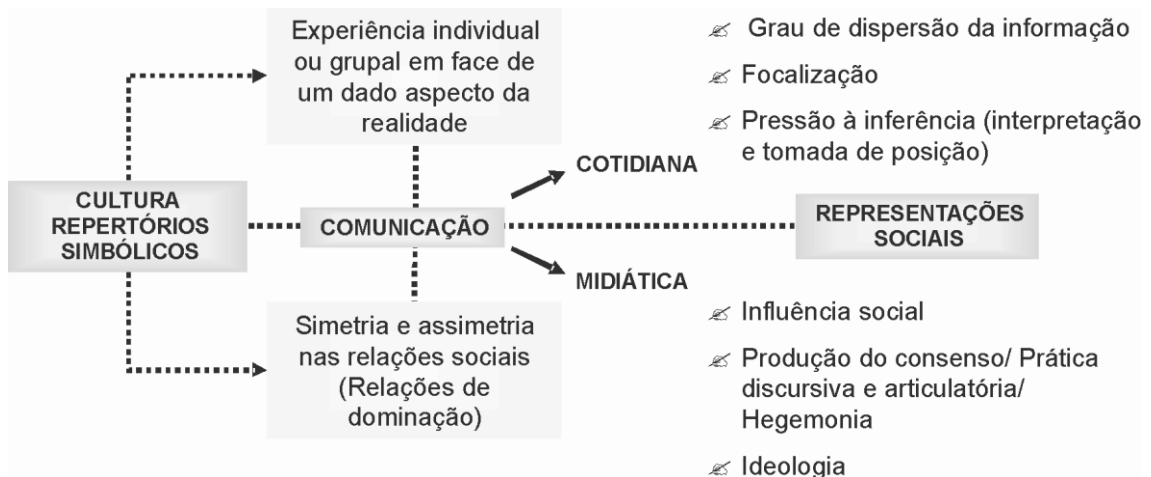 Experiência individual
ou grupal em face de
um dado aspecto da
realidade
Grau de dispersão da informação
Focalização
Pressão à inferência (interpretação
e tomada de posição)
COTIDIANA
CULTURA
REPERTÓRIOS
SIMBÓLICOS
COMUNICAÇÃO
REPRESENTAÇÕES
SOCIAIS
MIDIÁTICA
Simetria e assimetria
nas relações sociais
(Relações de
dominação)
Influência social
Produção do consenso/ Prática
discursiva e articulatória/
Hegemonia
Ideologia